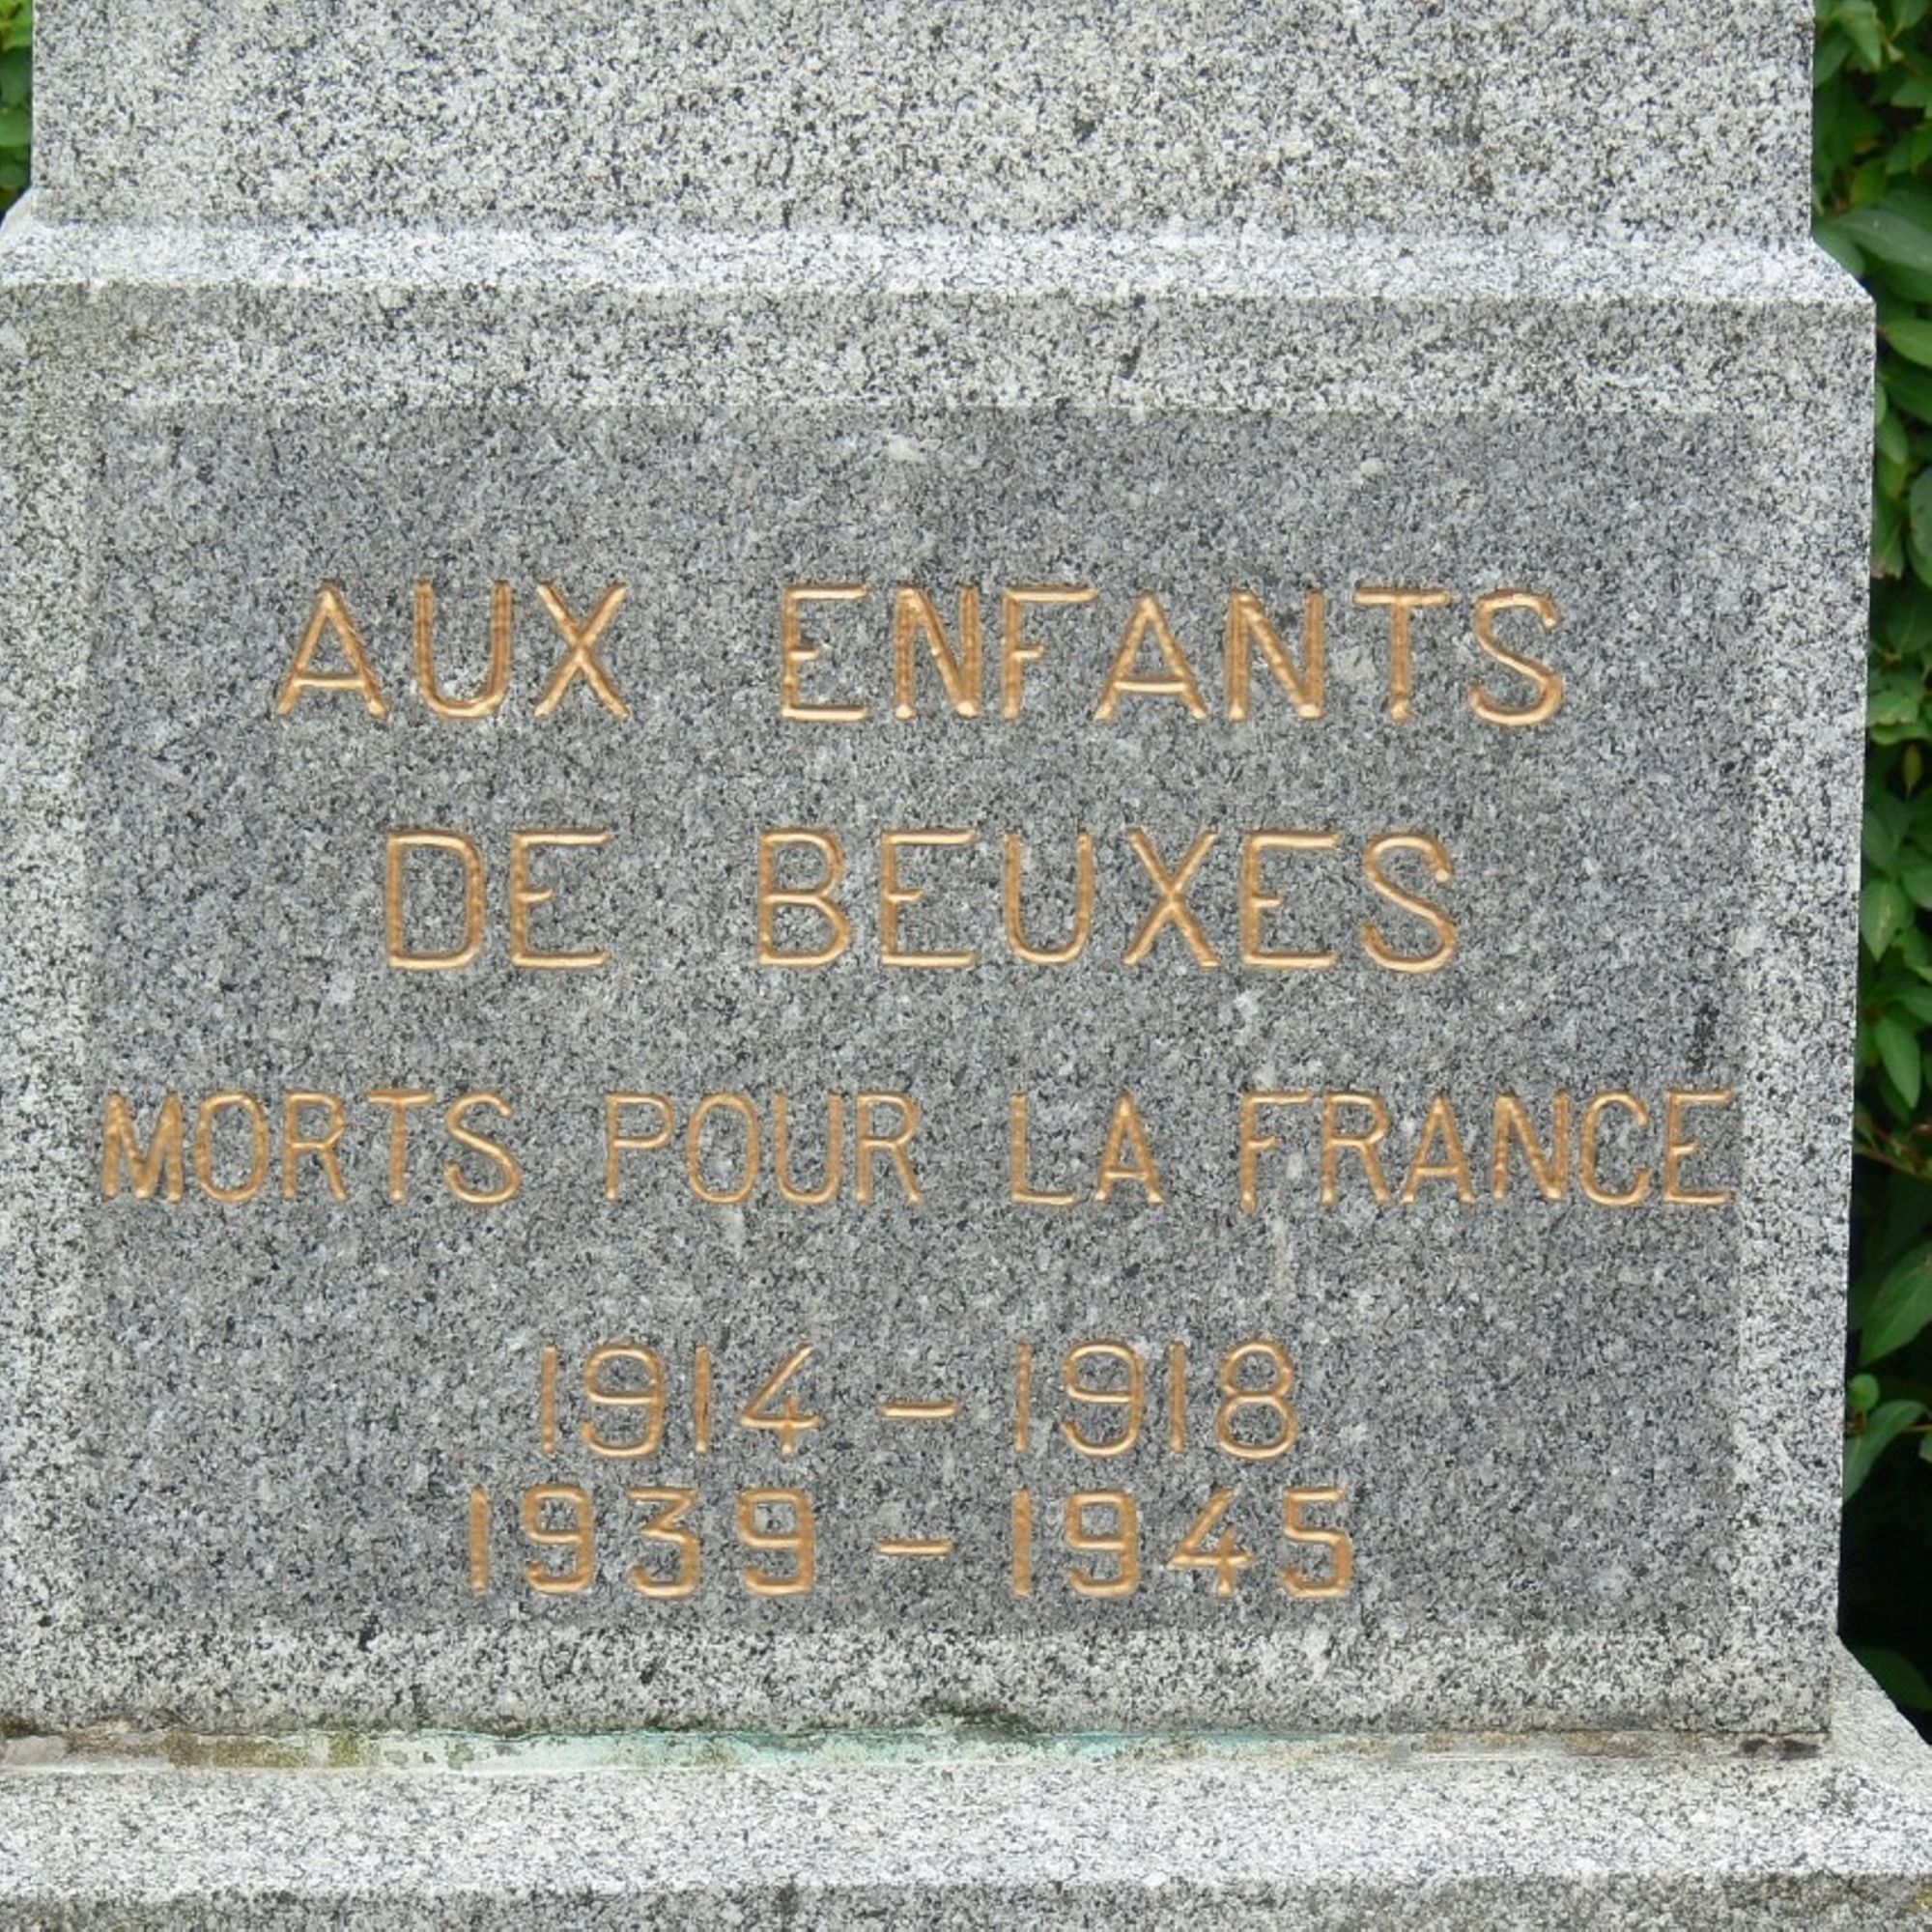 AUX ENFANTS
DE BEUXES
MORTS POUR LA FRANCE
1914 - 1918
1939 - 1945